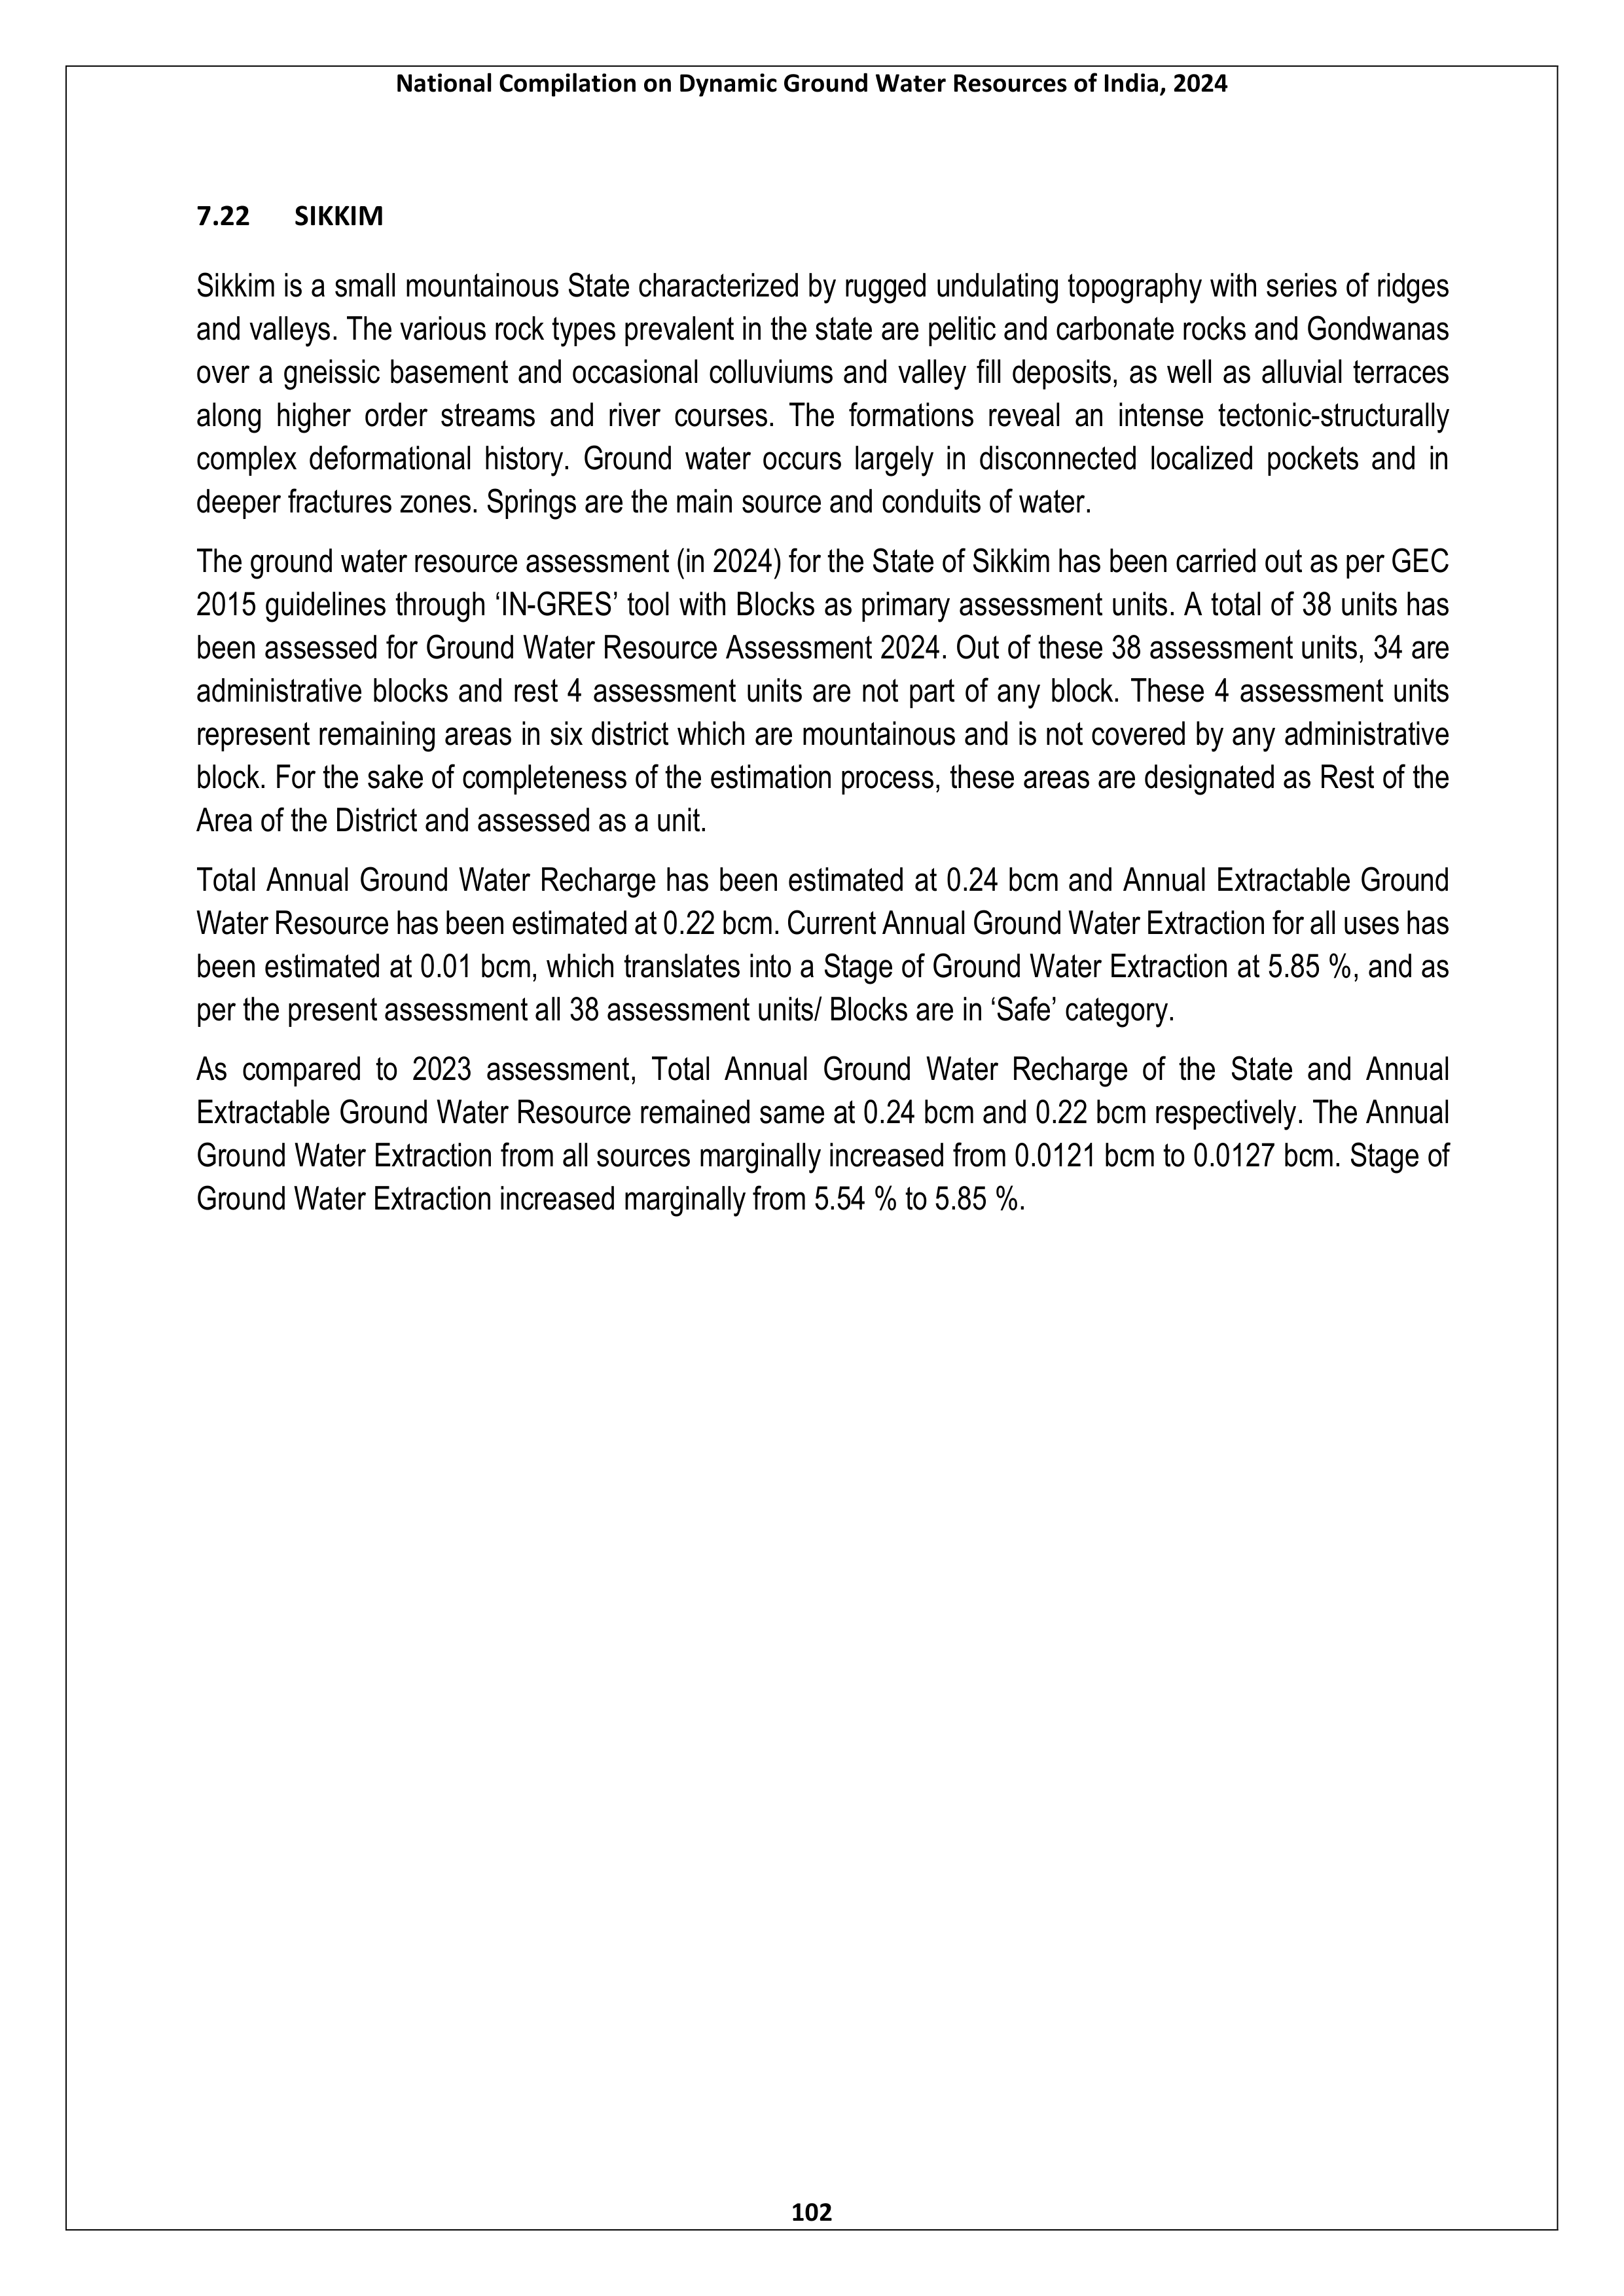 National Compilation on Dynamic Ground Water Resources of India, 2024
7.22 SIKKIM
Sikkim is a small mountainous State characterized by rugged undulating topography with series of ridges
and valleys. The various rock types prevalent in the state are pelitic and carbonate rocks and Gondwanas
over a gneissic basement and occasional colluviums and valley fill deposits, as well as alluvial terraces
along higher order streams and river courses. The formations reveal an intense tectonic-structurally
complex deformational history. Ground water occurs largely in disconnected localized pockets and in
deeper fractures zones. Springs are the main source and conduits of water.
The ground water resource assessment (in 2024) for the State of Sikkim has been carried out as per GEC
2015 guidelines through ‘IN-GRES’ tool with Blocks as primary assessment units. A total of 38 units has
been assessed for Ground Water Resource Assessment 2024. Out of these 38 assessment units, 34 are
administrative blocks and rest 4 assessment units are not part of any block. These 4 assessment units
represent remaining areas in six district which are mountainous and is not covered by any administrative
block. For the sake of completeness of the estimation process, these areas are designated as Rest of the
Area of the District and assessed as a unit.
Total Annual Ground Water Recharge has been estimated at 0.24 bcm and Annual Extractable Ground
Water Resource has been estimated at 0.22 bcm. Current Annual Ground Water Extraction for all uses has
been estimated at 0.01 bcm, which translates into a Stage of Ground Water Extraction at 5.85 %, and as
per the present assessment all 38 assessment units/ Blocks are in ‘Safe’ category.
As compared to 2023 assessment, Total Annual Ground Water Recharge of the State and Annual
Extractable Ground Water Resource remained same at 0.24 bcm and 0.22 bcm respectively. The Annual
Ground Water Extraction from all sources marginally increased from 0.0121 bcm to 0.0127 bcm. Stage of
Ground Water Extraction increased marginally from 5.54 % to 5.85 %.
102